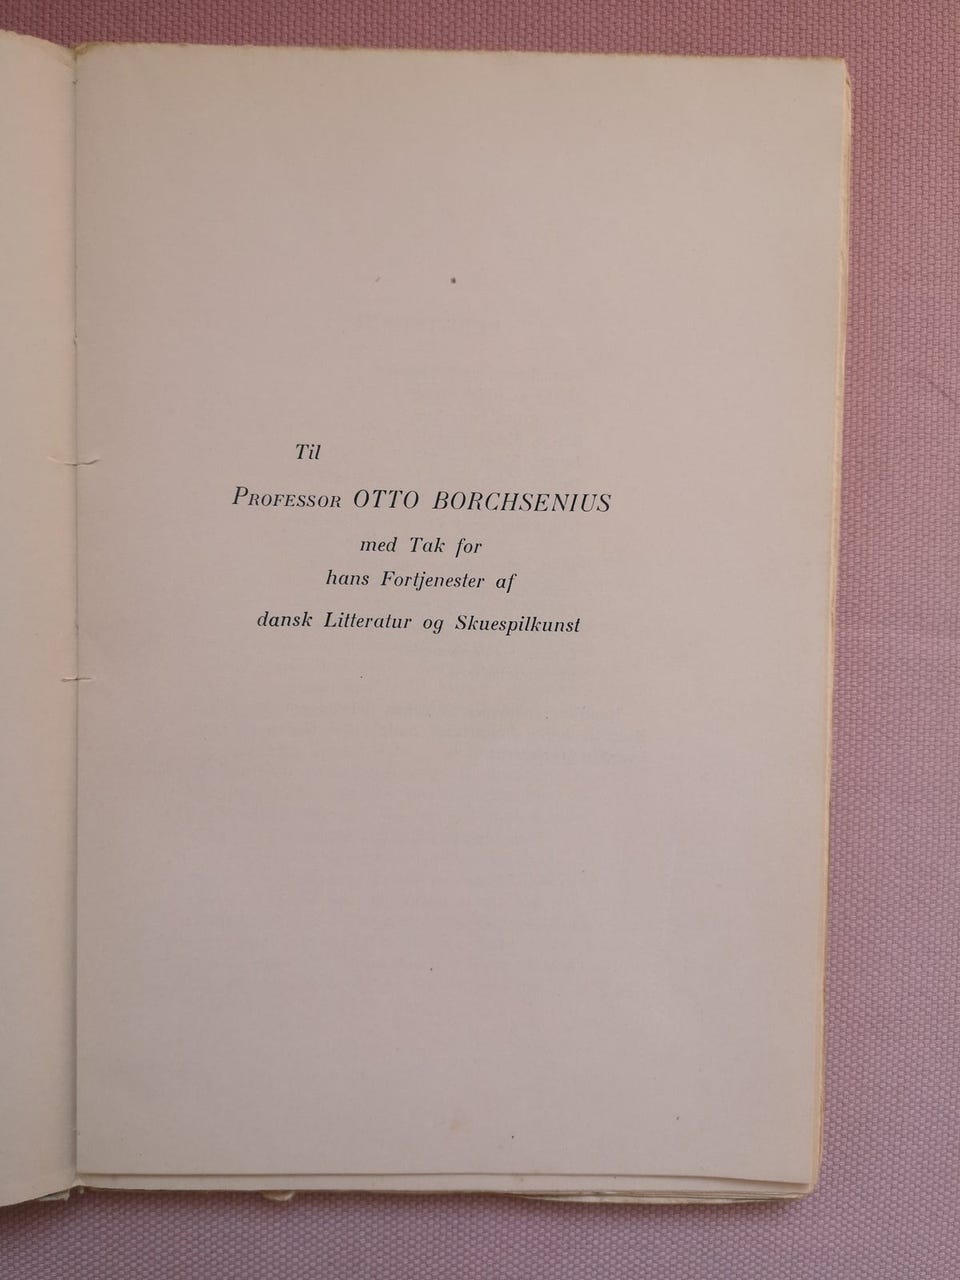 Til
PROFESSOR OTTO BORCHSENIUS
med Tak for
hans Fortjenester af
dansk Litteratur og Skuespilkunst